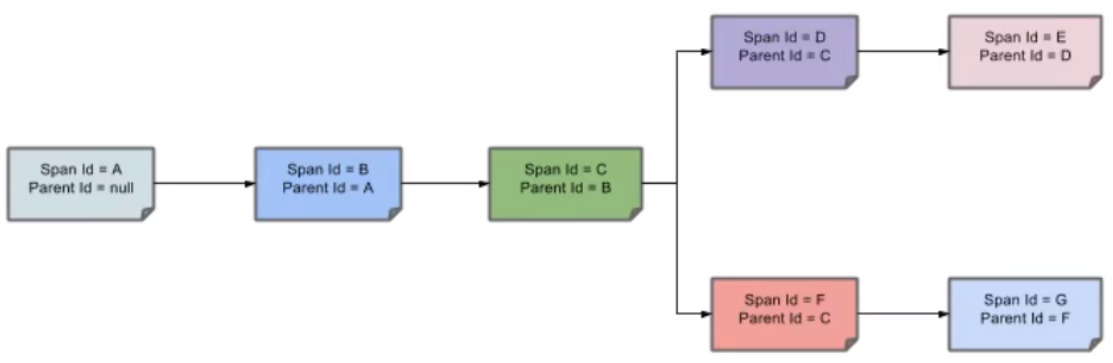 Span Id = A
Parent Id = null
Span Id = B
Parent Id = A
Span Id = C
Parent Id = B
Span Id = D
Parent Id = C
Span Id = E
Parent Id = D
Span Id = F
Parent Id = C
Span Id = G
Parent Id = F